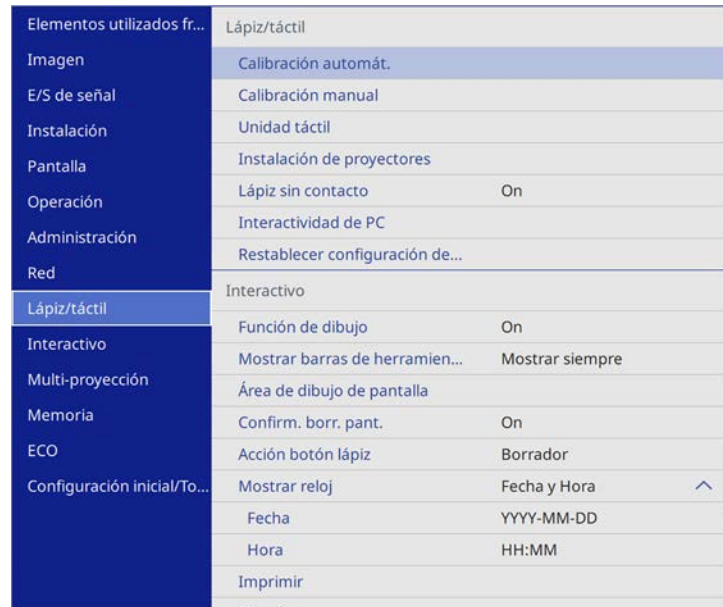 Elementos utilizados fr...
Imagen
E/S de señal
Instalación
Pantalla
Operación
Administración
Red
Lápiz/táctil
Interactivo
Multi-proyección
Memoria
ECO
Configuración inicial/To...
Lápiz/táctil
Calibración automát.
Calibración manual
Unidad táctil
Instalación de proyectores
Lápiz sin contacto On
Interactividad de PC
Restablecer configuración de...
Interactivo
Función de dibujo On
Mostrar barras de herramien... Mostrar siempre
Área de dibujo de pantalla
Confirm. borr. pant. On
Acción botón lápiz Borrador
Mostrar reloj Fecha y Hora
Fecha YYYY-MM-DD
Hora HH:MM
Imprimir